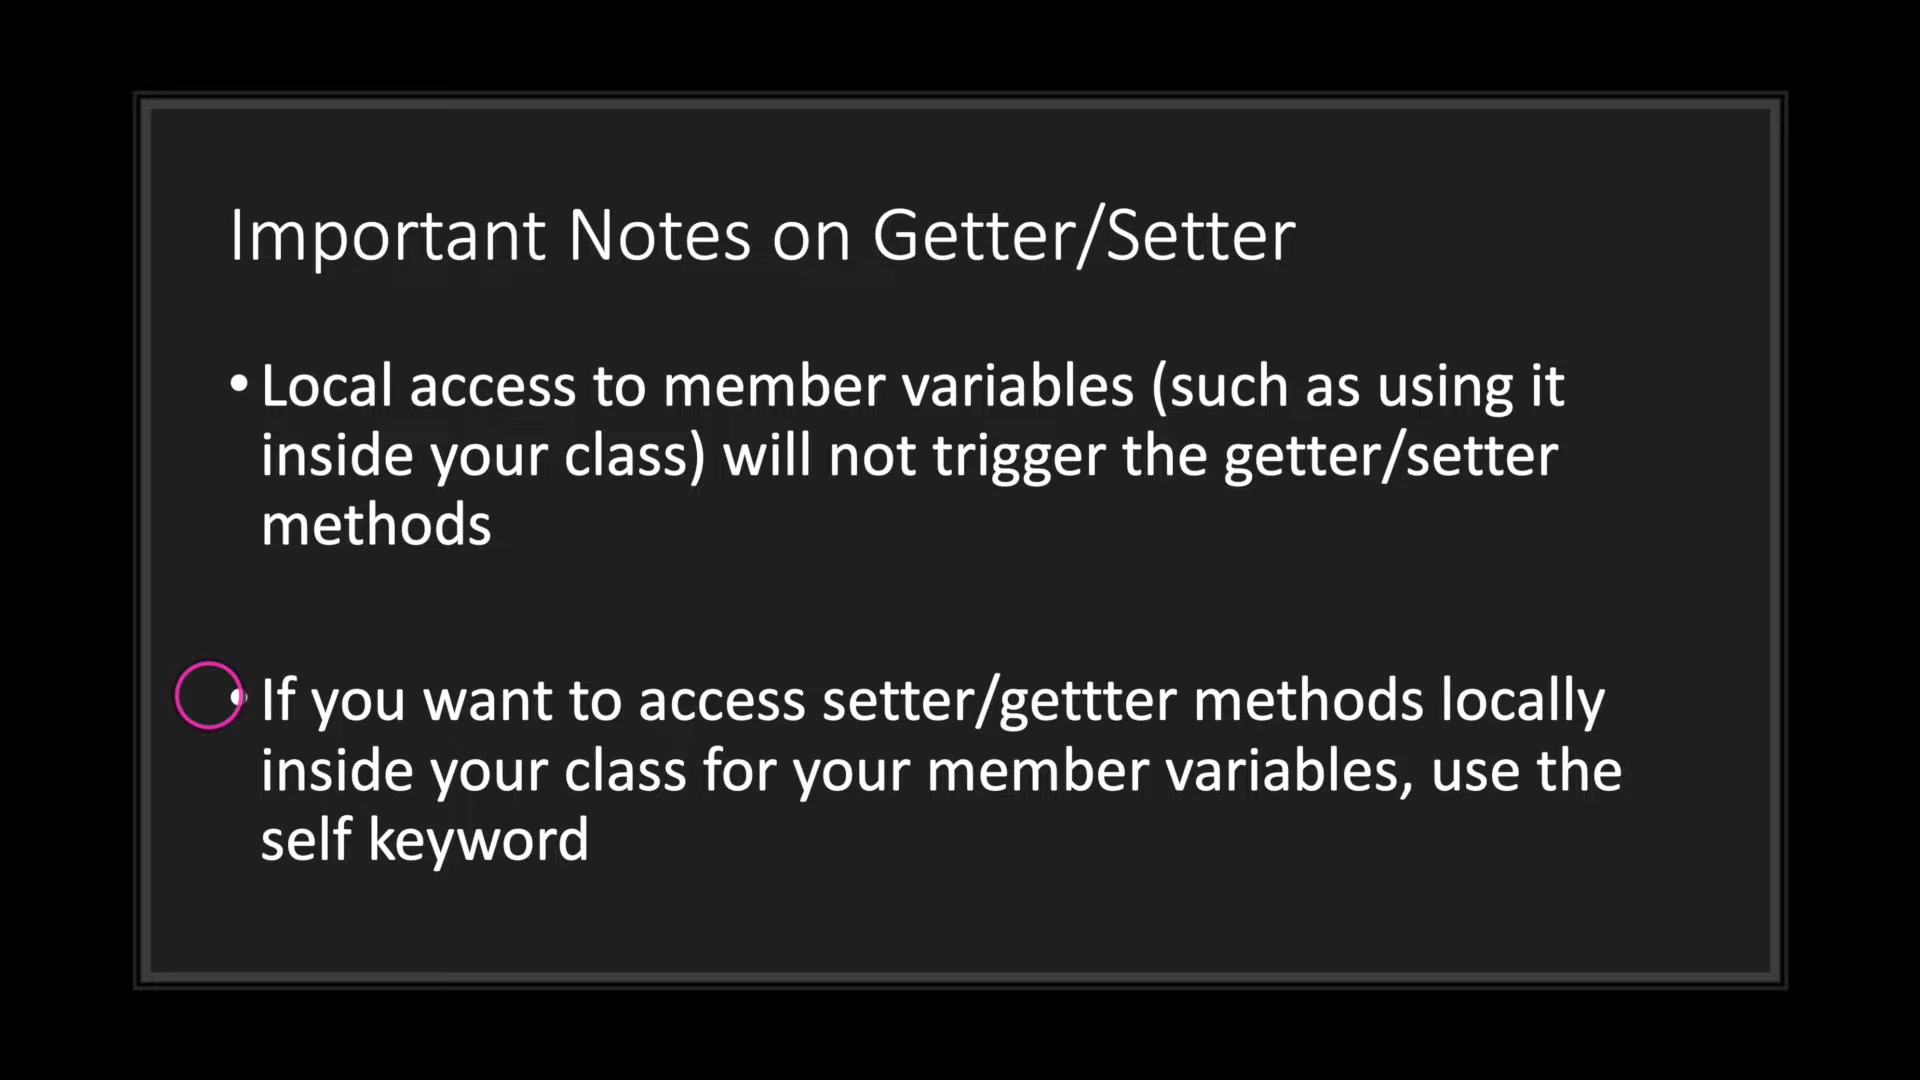 Important Notes on Getter/Setter
• Local access to member variables (such as using it
inside your class) will not trigger the getter/setter
methods
• If you want to access setter/gettter methods locally
inside your class for your member variables, use the
self keyword